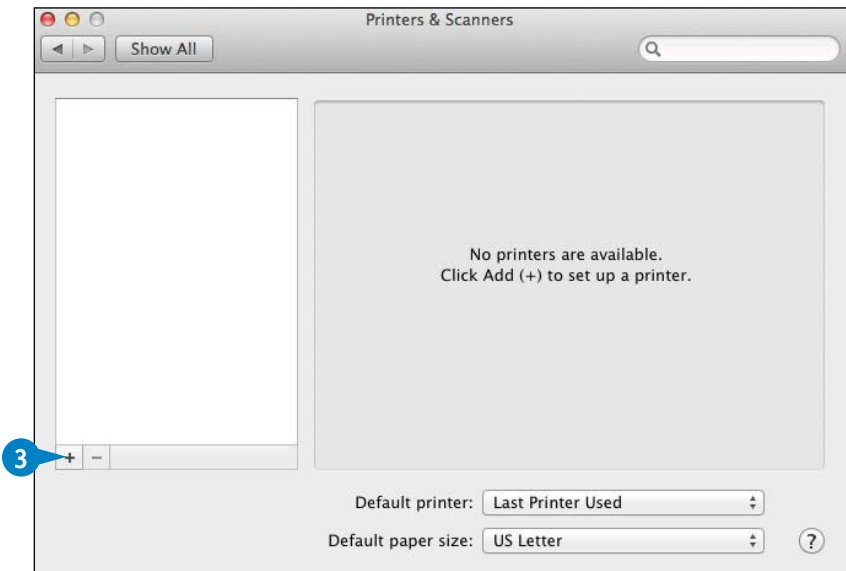 Printers & Scanners
Show All
No printers are available.
Click Add (+) to set up a printer.
3
+ −
Default printer: Last Printer Used
Default paper size: US Letter
?